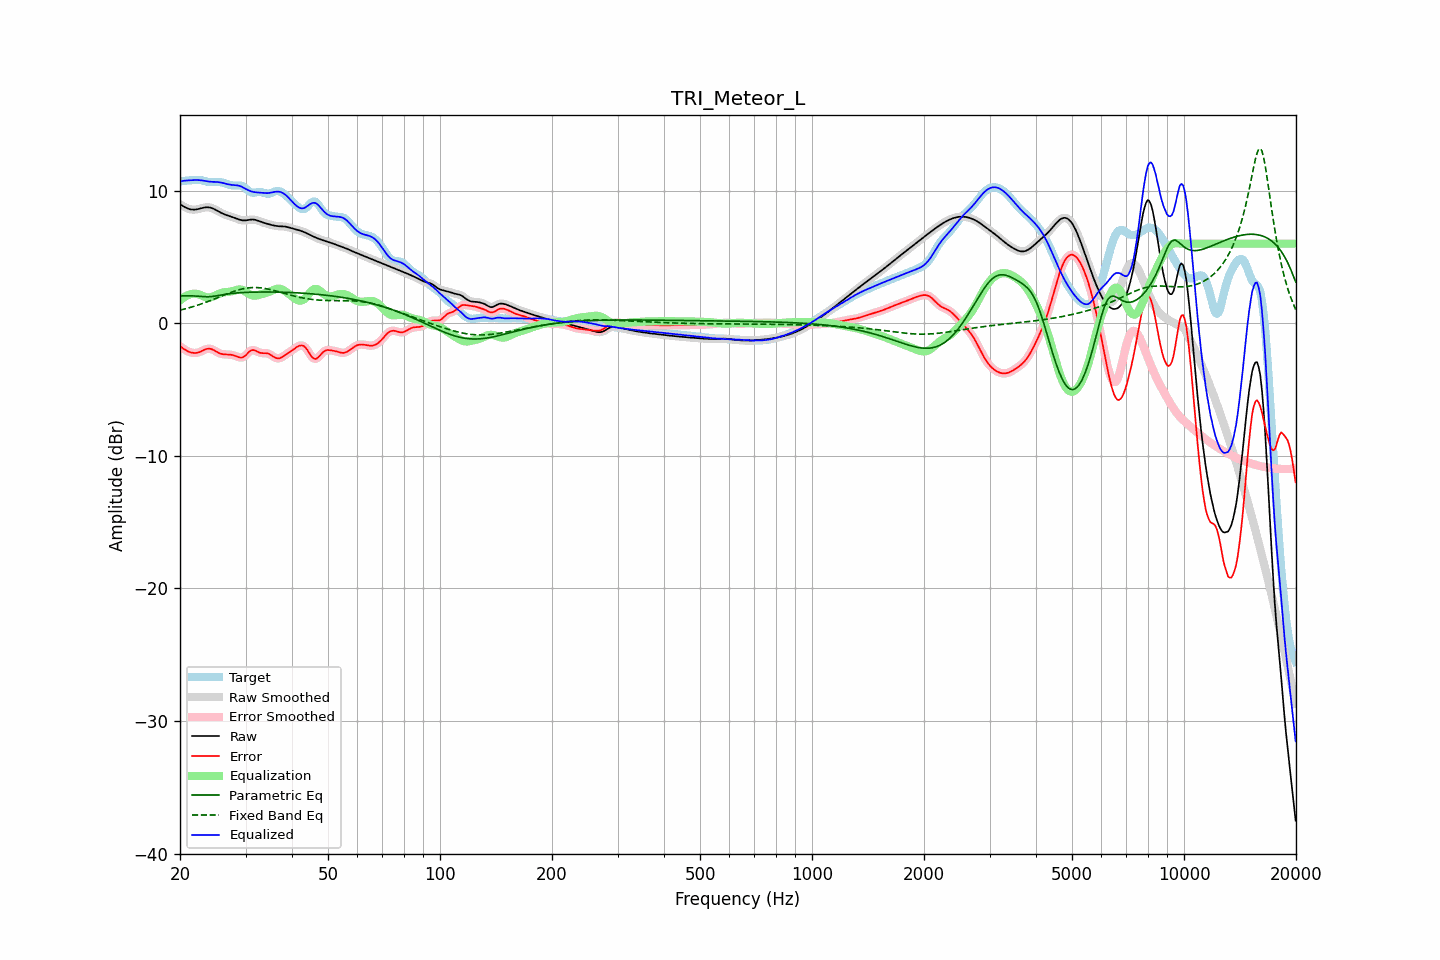 TRI_Meteor_L
Amplitude (dBr)
10
0
−10
−20
−30
−40
Target
Raw Smoothed
Error Smoothed
Raw
Error
Equalization
Parametric Eq
Fixed Band Eq
Equalized
20 50 100 200 500 1000 2000 5000 10000 20000
Frequency (Hz)